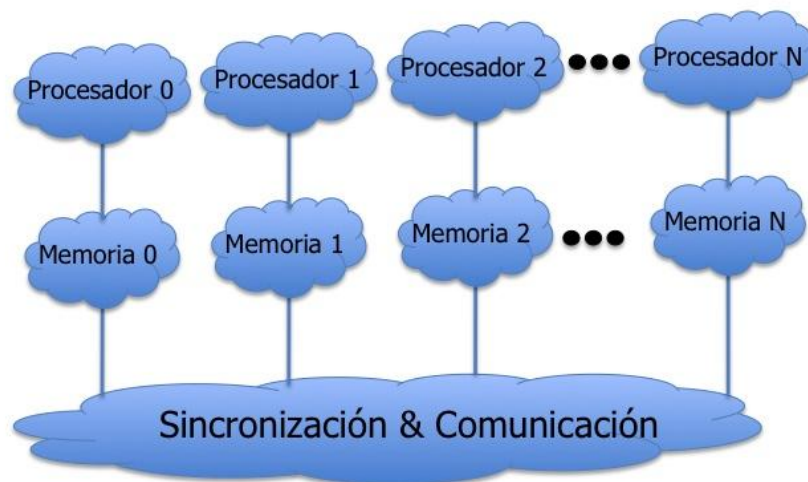 Procesador 0
Procesador 1
Procesador 2
Procesador N
Memoria 0
Memoria 1
Memoria 2
Memoria N
Sincronización & Comunicación